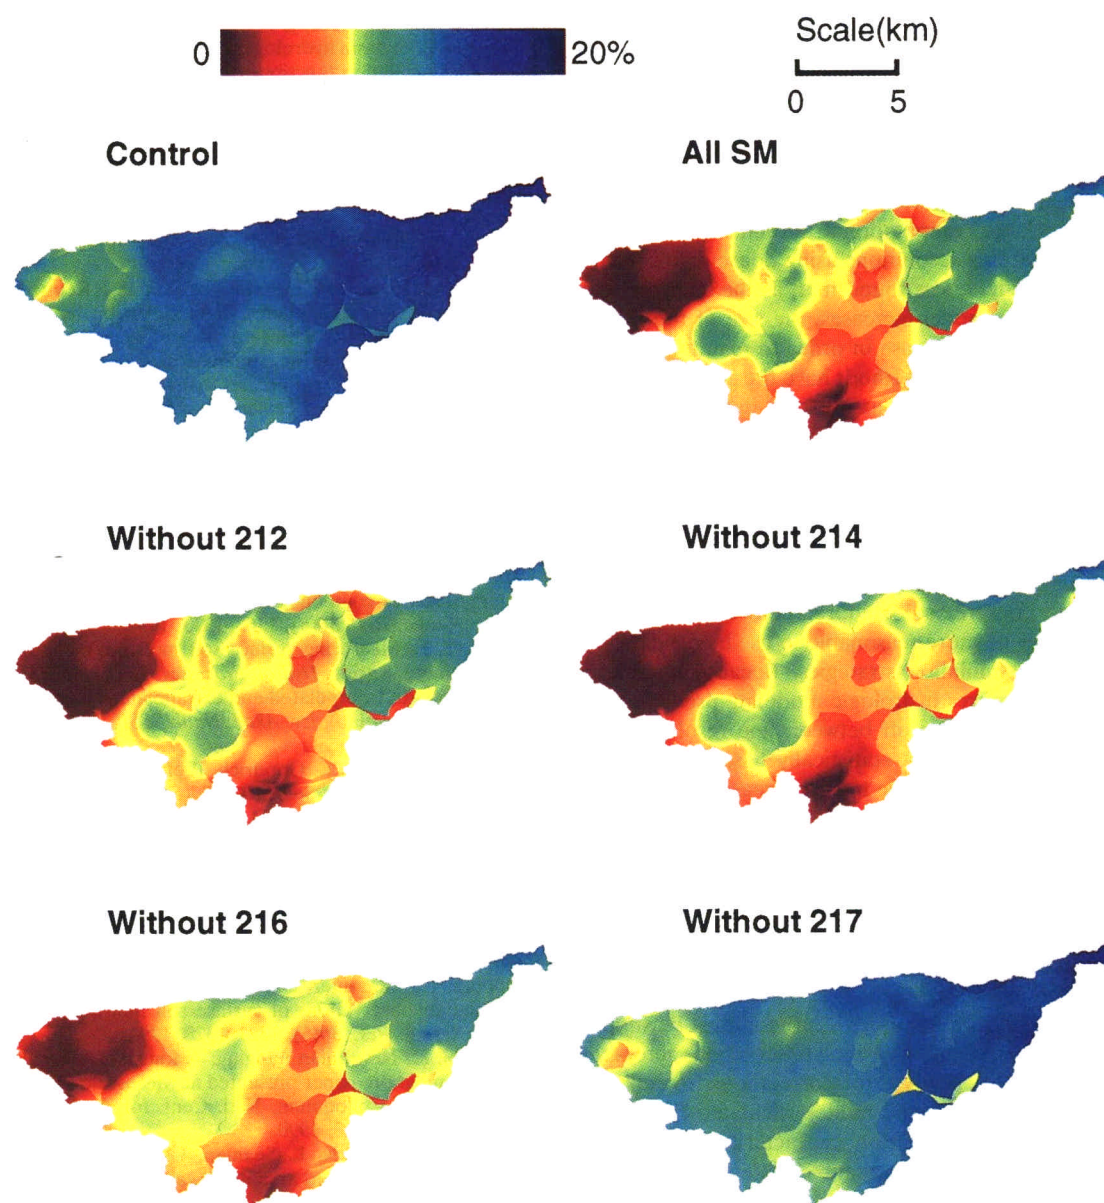 0 20%
Scale(km)
0 5
Control
All SM
Without 212
Without 214
Without 216
Without 217